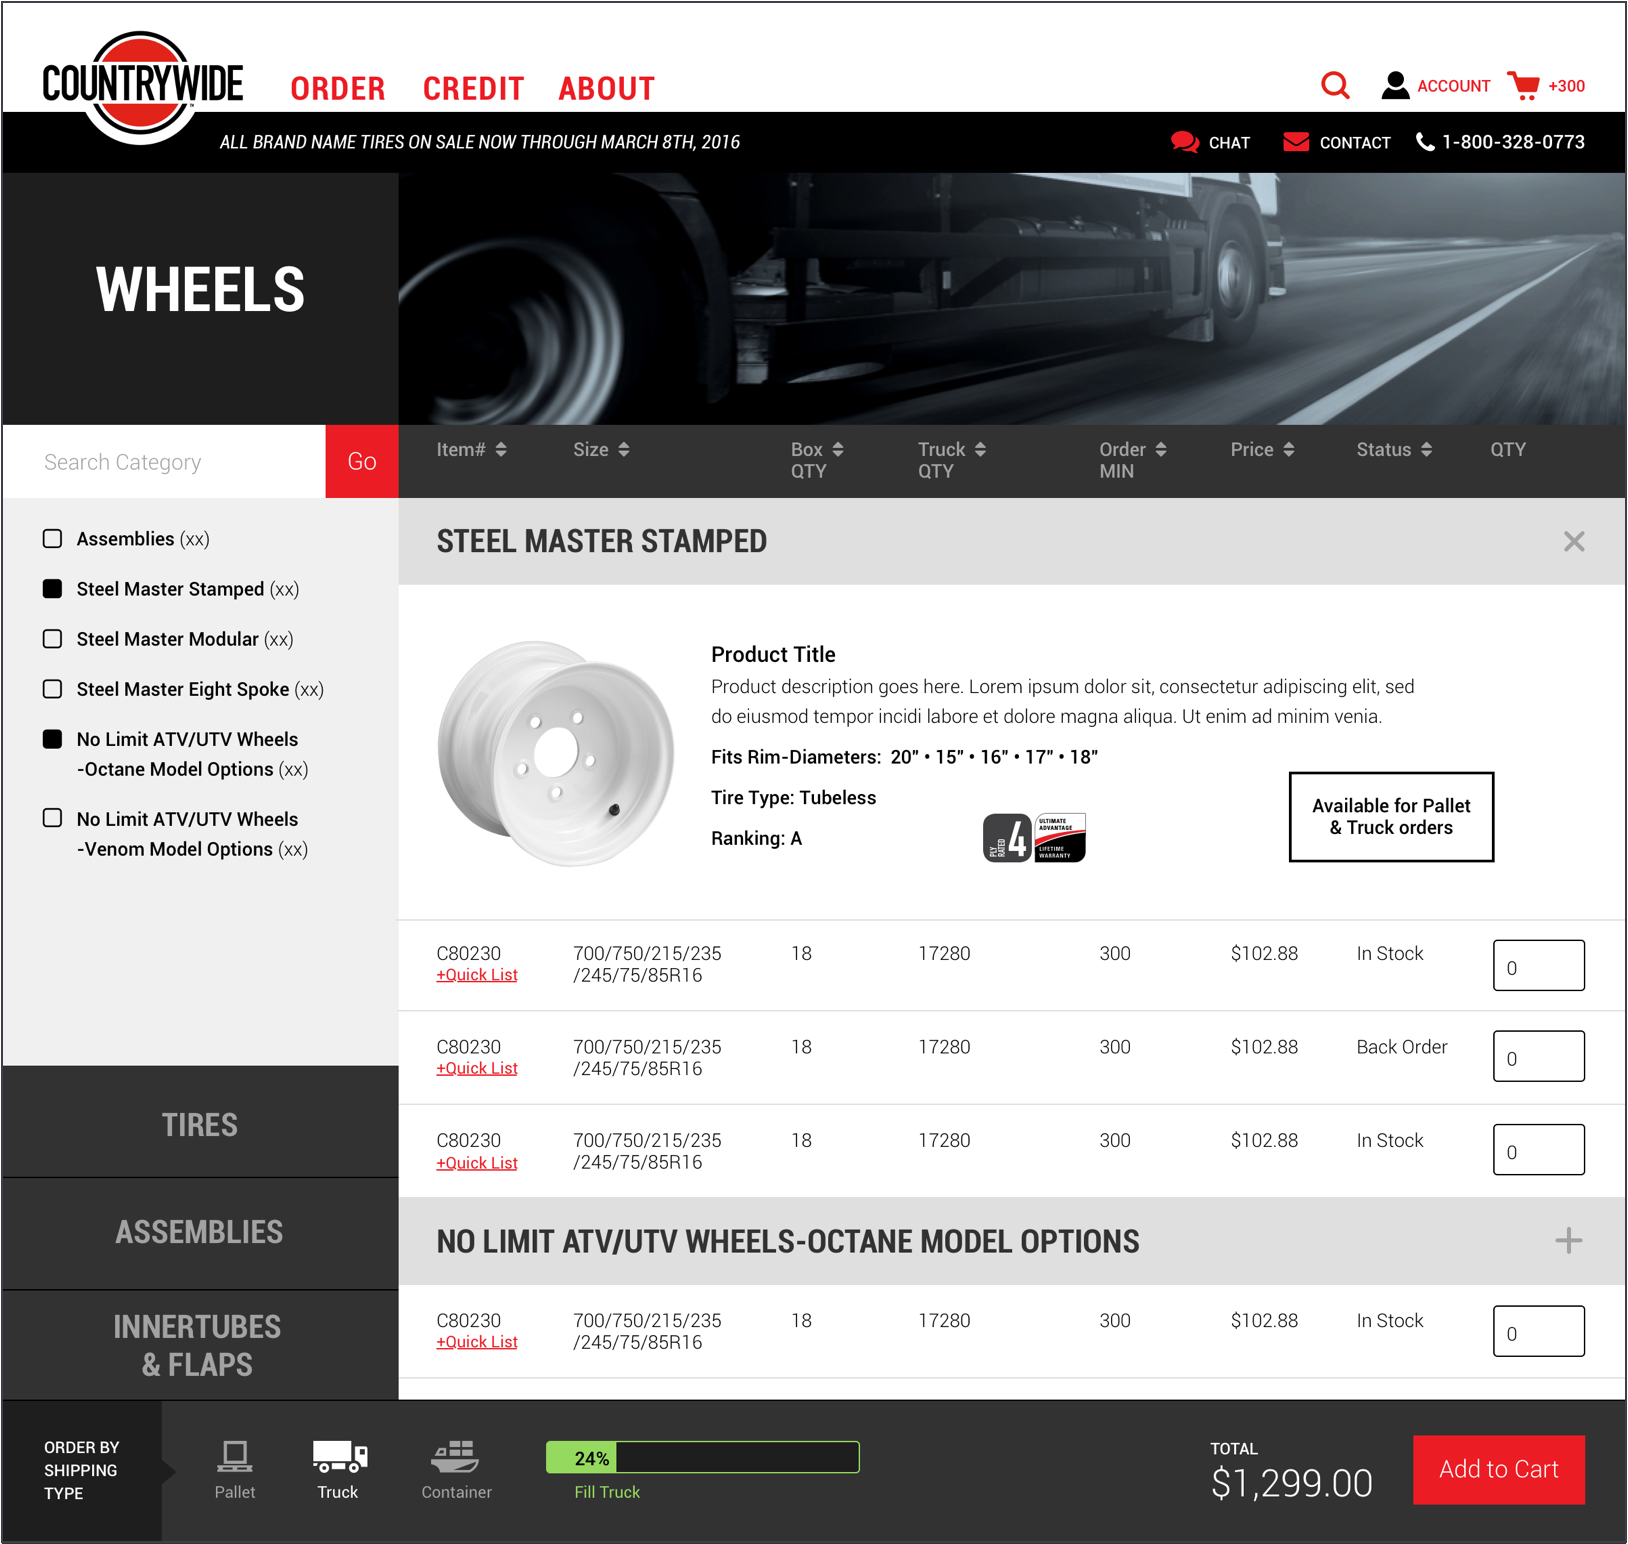 COUNTRYWIDE
ORDER CREDIT ABOUT
ACCOUNT +300
ALL BRAND NAME TIRES ON SALE NOW THROUGH MARCH 8TH, 2016
CHAT CONTACT 1-800-328-0773
WHEELS
Search Category Go
Item# Size Box Truck Order Price Status QTY
QTY QTY MIN
Assemblies (xx)
Steel Master Stamped (xx)
Steel Master Modular (xx)
Steel Master Eight Spoke (xx)
No Limit ATV/UTV Wheels
-Octane Model Options (xx)
No Limit ATV/UTV Wheels
-Venom Model Options (xx)
TIRES
ASSEMBLIES
INNERTUBES
& FLAPS
STEEL MASTER STAMPED
Product Title
Product description goes here. Lorem ipsum dolor sit, consectetur adipiscing elit, sed
do eiusmod tempor incidi labore et dolore magna aliqua. Ut enim ad minim venia.
Fits Rim-Diameters: 20" • 15" • 16" • 17" • 18"
Tire Type: Tubeless
Ranking: A
PLY
RATED
4
ULTIMATE
ADVANTAGE
LIFETIME
WARRANTY
Available for Pallet
& Truck orders
C80230 700/750/215/235 18 17280 300 $102.88 In Stock 0
+Quick List /245/75/85R16
C80230 700/750/215/235 18 17280 300 $102.88 Back Order 0
+Quick List /245/75/85R16
C80230 700/750/215/235 18 17280 300 $102.88 In Stock 0
+Quick List /245/75/85R16
NO LIMIT ATV/UTV WHEELS-OCTANE MODEL OPTIONS
C80230 700/750/215/235 18 17280 300 $102.88 In Stock 0
+Quick List /245/75/85R16
ORDER BY
SHIPPING
TYPE
Pallet
Truck
Container
24%
Fill Truck
TOTAL
$1,299.00
Add to Cart